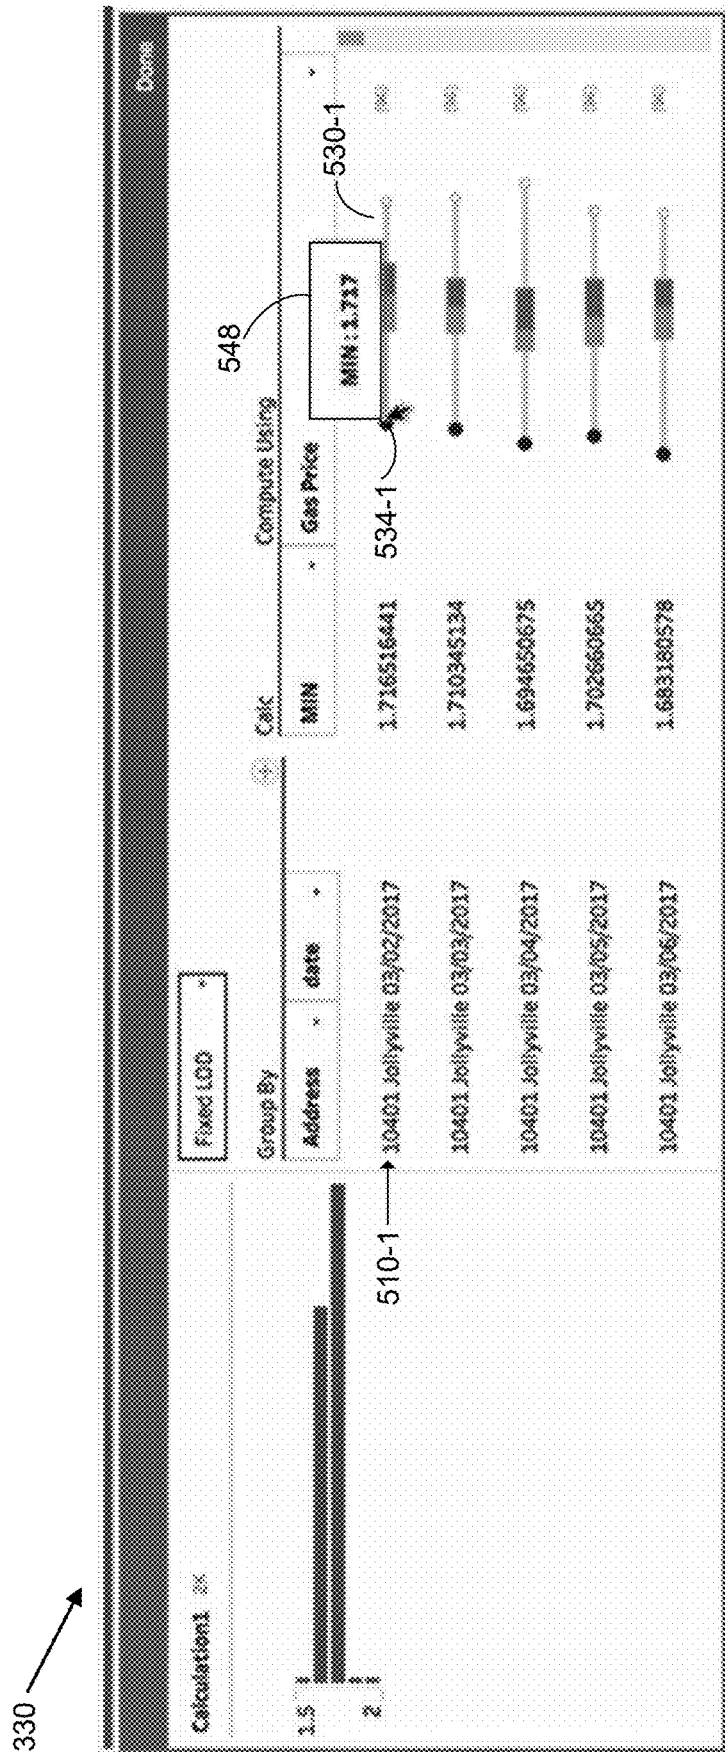 330
Done
Calculation1 2K
Fixed LOD
1.5
2
Group By
Calc
Compute Using
Address
date
MIN
Gas Price
548
MIN : 1.717
530-1
534-1
510-1
10401 Jollyville 03/02/2017 1.716516441
10401 Jollyville 03/03/2017 1.710345134
10401 Jollyville 03/04/2017 1.694650675
10401 Jollyville 03/05/2017 1.702660665
10401 Jollyville 03/06/2017 1.683180578